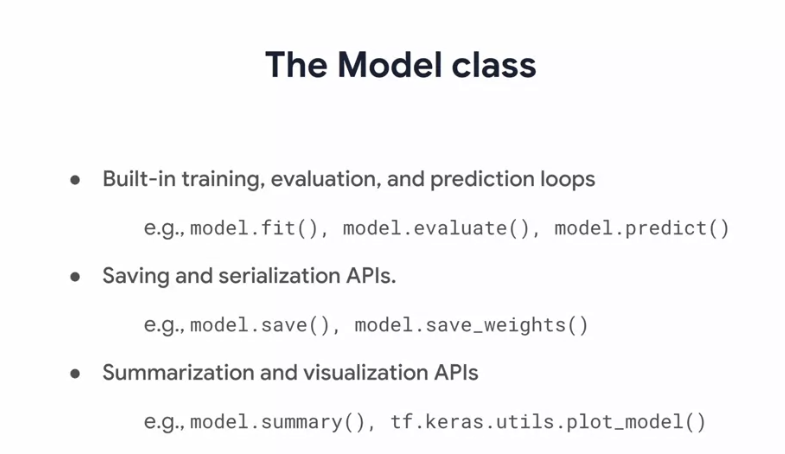 The Model class
● Built-in training, evaluation, and prediction loops
e.g., model.fit(), model.evaluate(), model.predict()
● Saving and serialization APIs.
e.g., model.save(), model.save_weights()
● Summarization and visualization APIs
e.g., model.summary(), tf.keras.utils.plot_model()